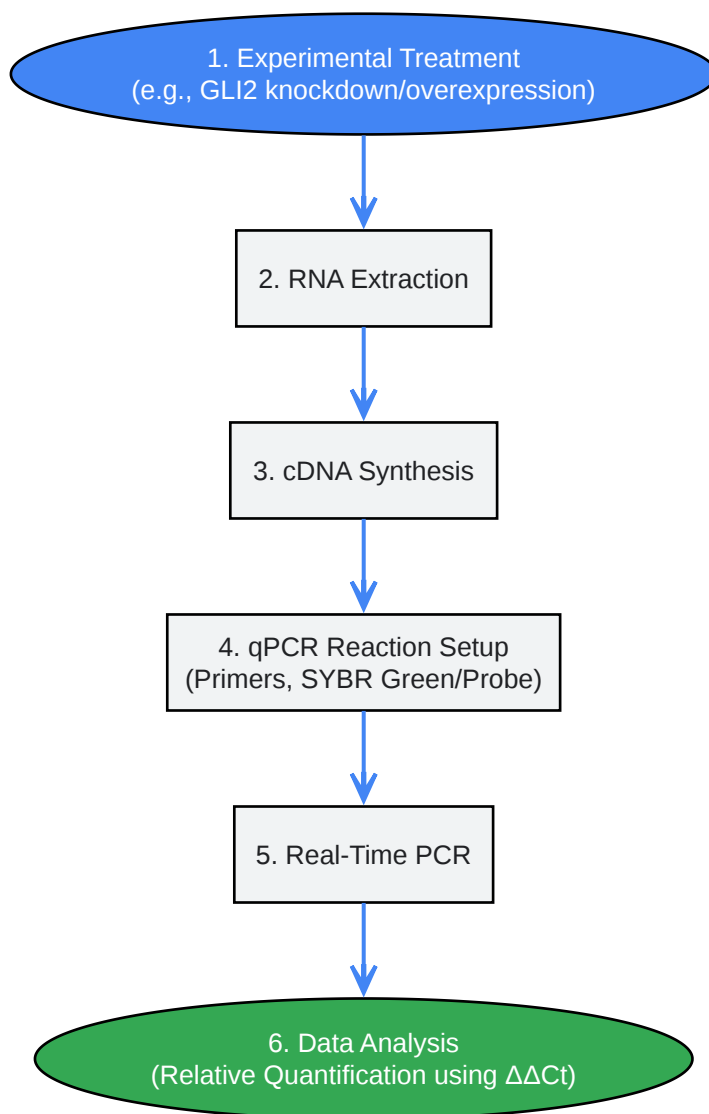 1. Experimental Treatment
(e.g., GLI2 knockdown/overexpression)
2. RNA Extraction
3. cDNA Synthesis
4. qPCR Reaction Setup
(Primers, SYBR Green/Probe)
5. Real-Time PCR
6. Data Analysis
(Relative Quantification using ΔΔCt)